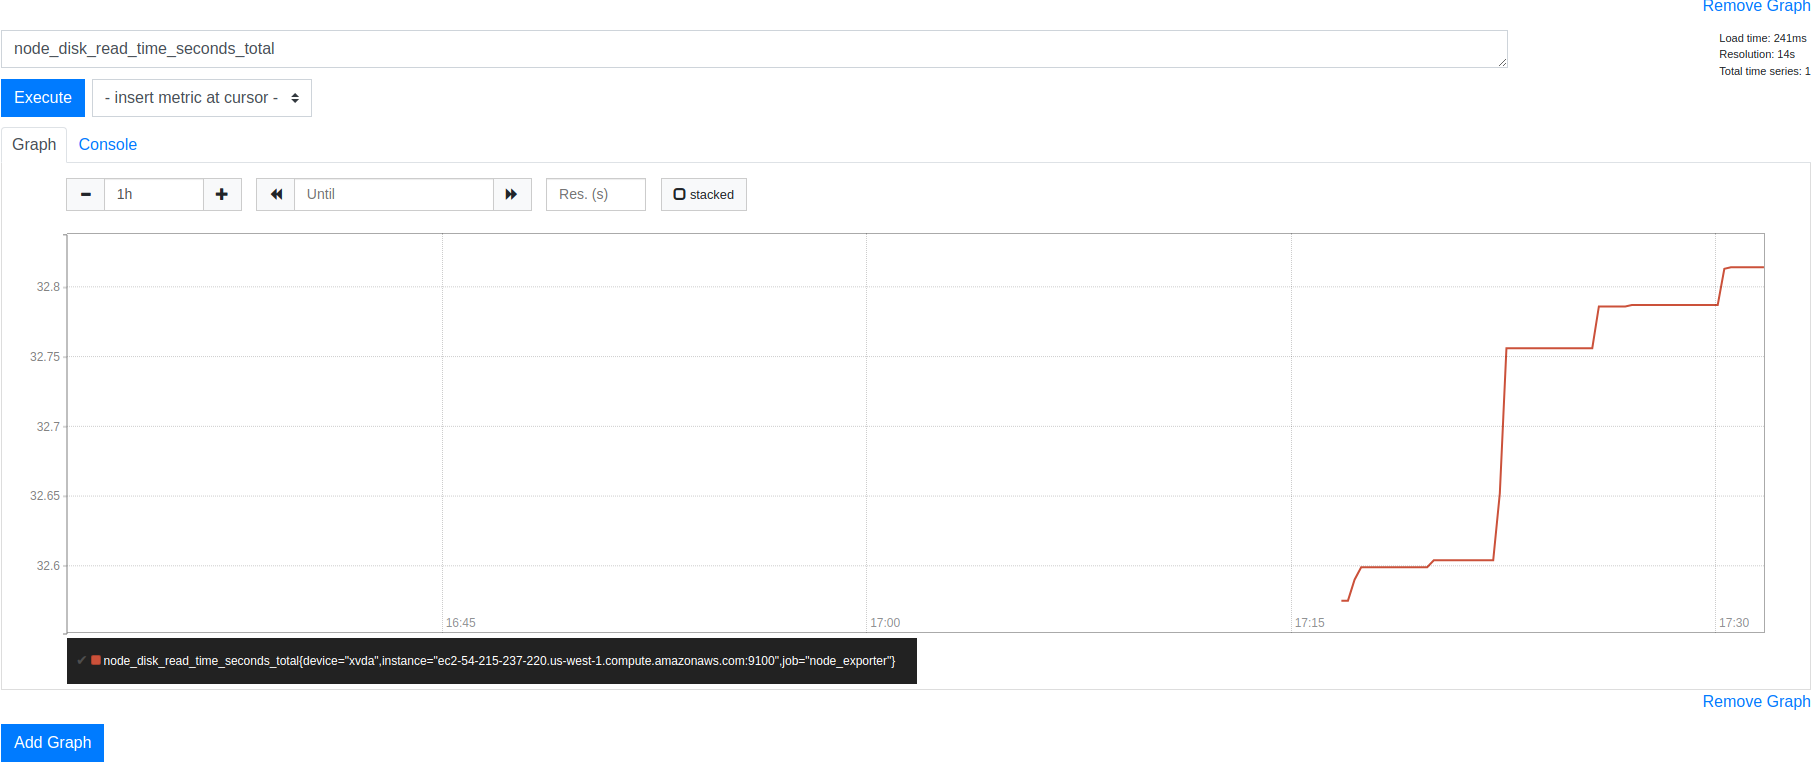 Remove Graph
node_disk_read_time_seconds_total
Load time: 241ms
Resolution: 14s
Total time series: 1
Execute
- insert metric at cursor -
Graph Console
1h Until Res. (s) stacked
32.8
32.75
32.7
32.65
32.6
16:45 17:00 17:15 17:30
node_disk_read_time_seconds_total{device="xvda",instance="ec2-54-215-237-220.us-west-1.compute.amazonaws.com:9100",job="node_exporter"}
Remove Graph
Add Graph